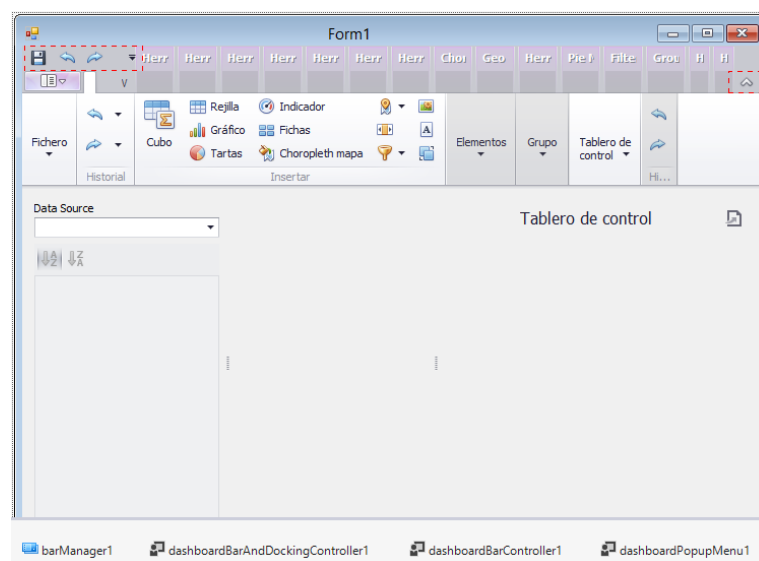 Form1
Herr Herr Herr Herr Herr Herr Herr Choi Geo Herr Pie Filte Grou H H
V
Rejilla Indicador
Gráfico Fichas A
Tartas Choropleth mapa
Fichero Cubo Elementos Grupo Tablero de control
Historial Insertar Hi...
Data Source
Tablero de control
A Z Z A
barManager1 dashboardBarAndDockingController1 dashboardBarController1 dashboardPopupMenu1